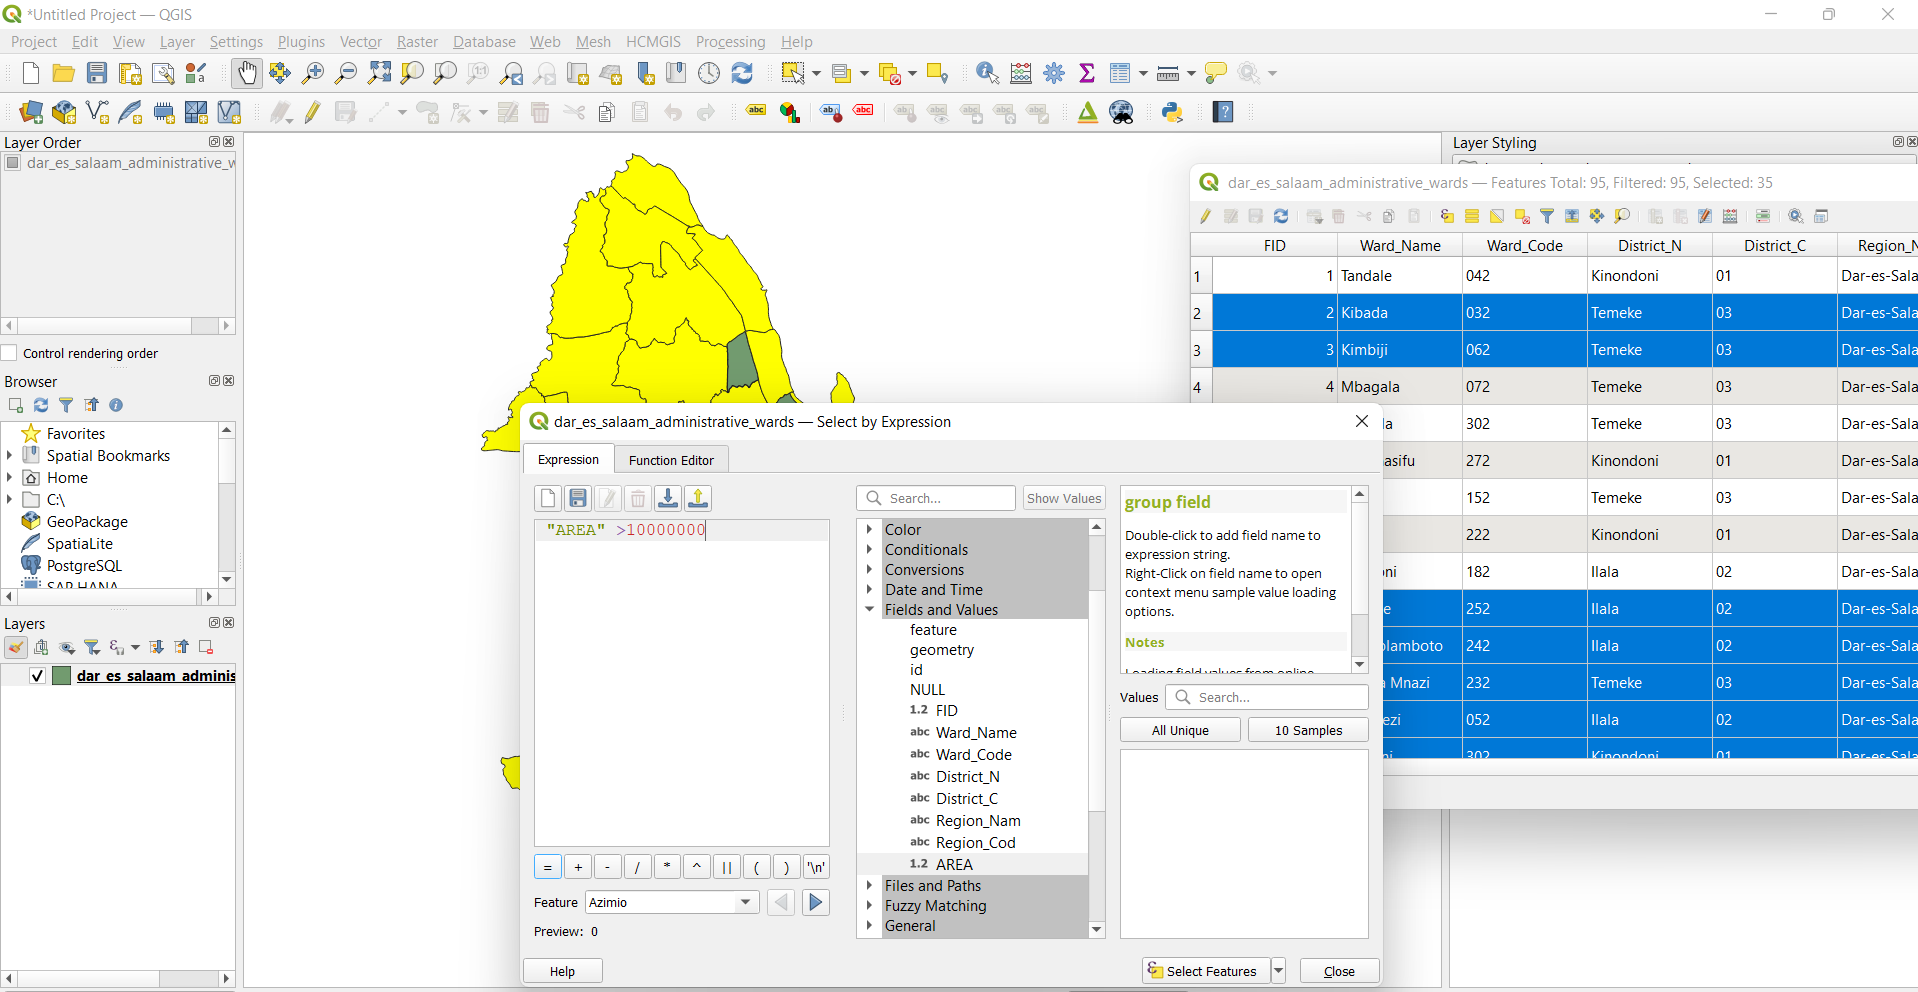 *Untitled Project — QGIS
Project Edit View Layer Settings Plugins Vector Raster Database Web Mesh HCMGIS Processing Help
Layer Order
dar_es_salaam_administrative_w
Control rendering order
Browser
Favorites
Spatial Bookmarks
Home
C:\
GeoPackage
SpatiaLite
PostgreSQL
SAP HANA
Layers
dar_es_salaam_adminis
Layer Styling
dar_es_salaam_administrative_wards — Features Total: 95, Filtered: 95, Selected: 35
FID Ward_Name Ward_Code District_N District_C Region_N
1 1 Tandale 042 Kinondoni 01 Dar-es-Sala
2 2 Kibada 032 Temeke 03 Dar-es-Sala
3 3 Kimbiji 062 Temeke 03 Dar-es-Sala
4 4 Mbagala 072 Temeke 03 Dar-es-Sala
la 302 Temeke 03 Dar-es-Sala
asifu 272 Kinondoni 01 Dar-es-Sala
152 Temeke 03 Dar-es-Sala
222 Kinondoni 01 Dar-es-Sala
ni 182 Ilala 02 Dar-es-Sala
e 252 Ilala 02 Dar-es-Sala
olamboto 242 Ilala 02 Dar-es-Sala
a Mnazi 232 Temeke 03 Dar-es-Sala
ezi 052 Ilala 02 Dar-es-Sala
ni 302 Kinondoni 01 Dar-es-Sala
dar_es_salaam_administrative_wards — Select by Expression
Expression Function Editor
"AREA" >10000000
= + - / * ^ || ( ) '\n'
Feature Azimio
Preview: 0
Help
Search... Show Values
Color
Conditionals
Conversions
Date and Time
Fields and Values
feature
geometry
id
NULL
1.2 FID
abc Ward_Name
abc Ward_Code
abc District_N
abc District_C
abc Region_Nam
abc Region_Cod
1.2 AREA
Files and Paths
Fuzzy Matching
General
group field
Double-click to add field name to
expression string.
Right-Click on field name to open
context menu sample value loading
options.
Notes
Loading field values from online
Values Search...
All Unique 10 Samples
Select Features Close